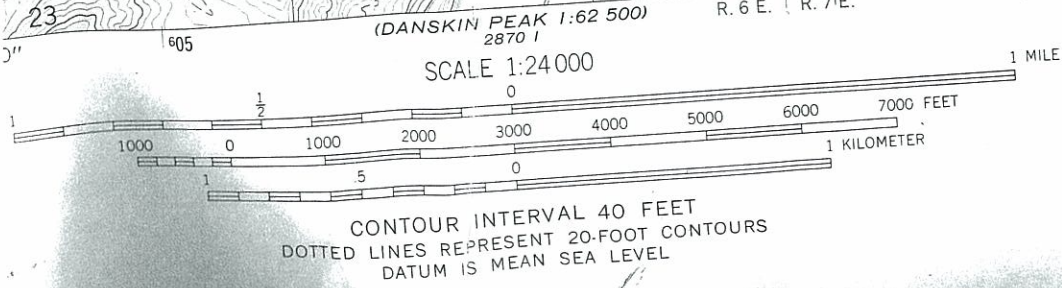 23
605
(DANSKIN PEAK 1:62 500)
2870 I
R. 6 E. R. 7 E.
SCALE 1:24 000
1 1/2 0 1 MILE
1000 0 1000 2000 3000 4000 5000 6000 7000 FEET
1 .5 0 1 KILOMETER
CONTOUR INTERVAL 40 FEET
DOTTED LINES REPRESENT 20-FOOT CONTOURS
DATUM IS MEAN SEA LEVEL